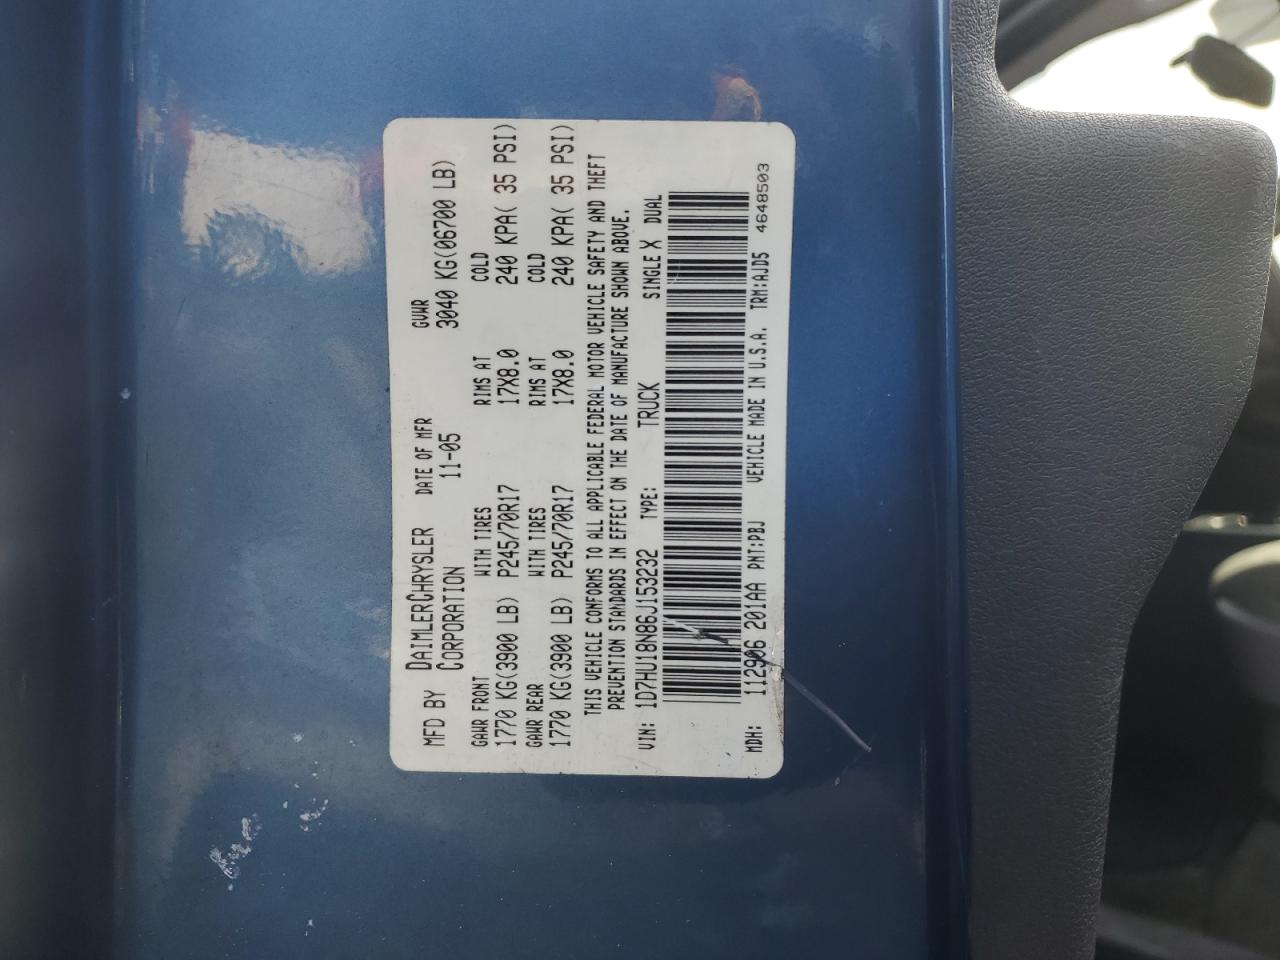 MFD BY DAIMLERCHRYSLER CORPORATION DATE OF MFR 11-05 GVWR 3040 KG(06700 LB)
GAWR FRONT WITH TIRES RIMS AT COLD
1770 KG(3900 LB) P245/70R17 17X8.0 240 KPA( 35 PSI)
GAWR REAR WITH TIRES RIMS AT COLD
1770 KG(3900 LB) P245/70R17 17X8.0 240 KPA( 35 PSI)
THIS VEHICLE CONFORMS TO ALL APPLICABLE FEDERAL MOTOR VEHICLE SAFETY AND THEFT
PREVENTION STANDARDS IN EFFECT ON THE DATE OF MANUFACTURE SHOWN ABOVE.
VIN: 1D7HU18N86J153232 TYPE: TRUCK SINGLE X DUAL
MDH: 112906 201AA PNT:PBJ VEHICLE MADE IN U.S.A. TRM:AJD5 4648503